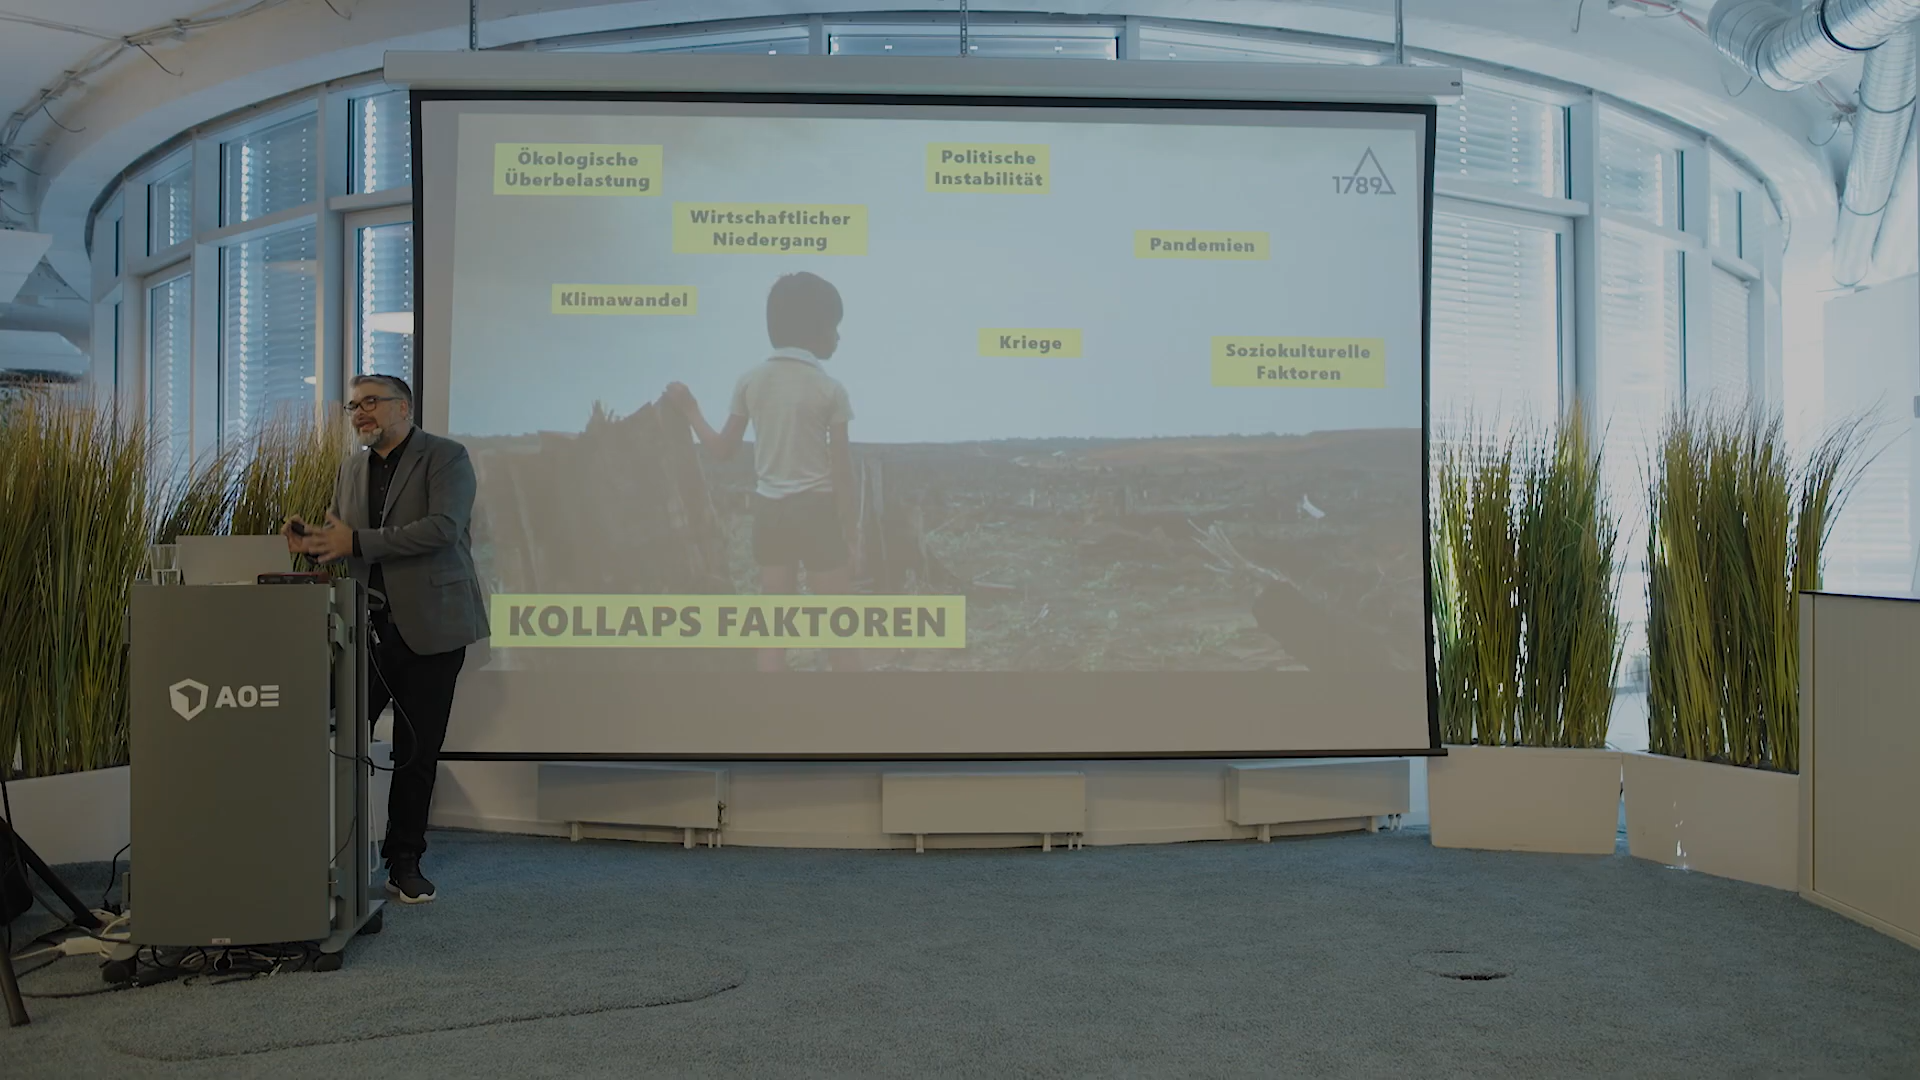 Ökologische
Überbelastung
Politische
Instabilität
1789
Wirtschaftlicher
Niedergang
Pandemien
Klimawandel
Kriege
Soziokulturelle
Faktoren
KOLLAPS FAKTOREN
AOE